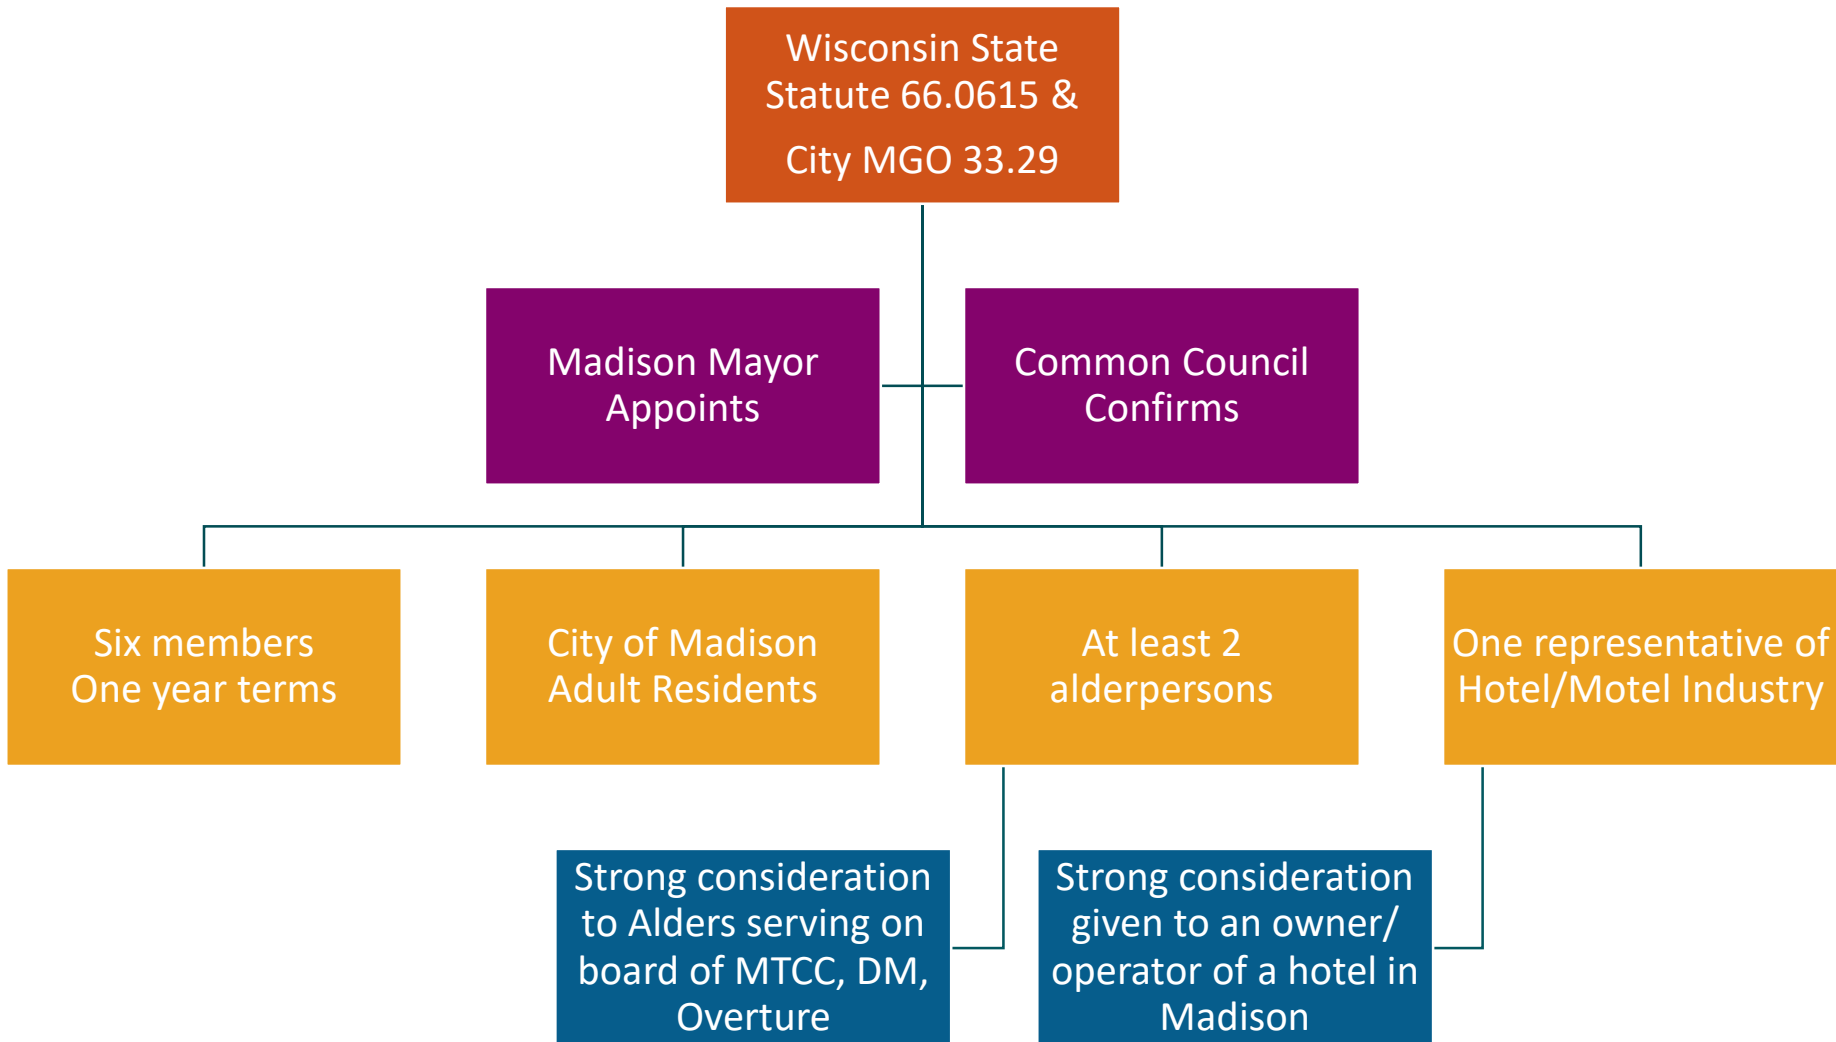 Wisconsin State
Statute 66.0615 &
City MGO 33.29
Madison Mayor
Appoints
Common Council
Confirms
Six members
One year terms
City of Madison
Adult Residents
At least 2
alderpersons
One representative of
Hotel/Motel Industry
Strong consideration
to Alders serving on
board of MTCC, DM,
Overture
Strong consideration
given to an owner/
operator of a hotel in
Madison